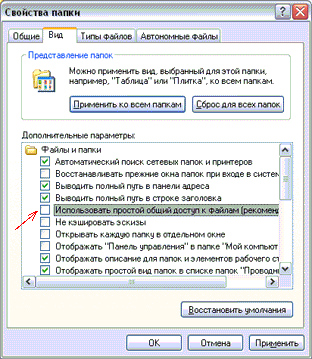 Свойства папки
Общие Вид Типы файлов Автономные файлы
Представление папок
Можно применить вид, выбранный для этой папки,
например, "Таблица" или "Плитка", ко всем папкам.
Применить ко всем папкам Сброс для всех папок
Дополнительные параметры:
Файлы и папки
Автоматический поиск сетевых папок и принтеров
Восстанавливать прежние окна папок при входе в систем
Выводить полный путь в панели адреса
Выводить полный путь в строке заголовка
Использовать простой общий доступ к файлам (рекоменд
Не кэшировать эскизы
Открывать каждую папку в отдельном окне
Отображать "Панель управления" в папке "Мой компьют
Отображать описание для папок и элементов рабочего ст
Отображать простой вид папок в списке папок "Проводни
Восстановить умолчания
ОК Отмена Применить